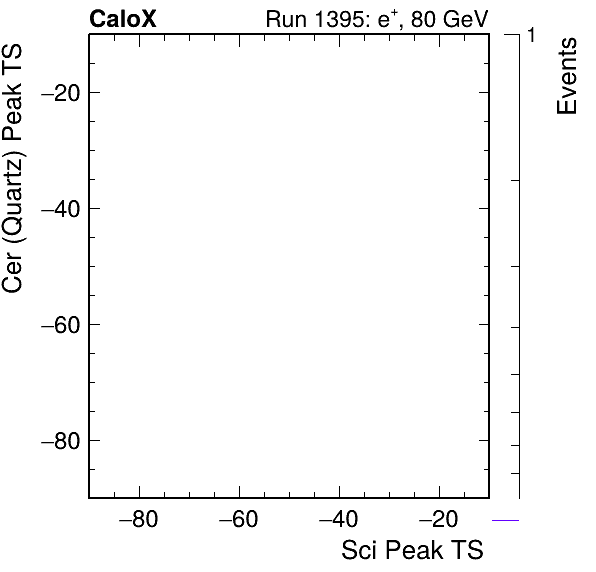 CaloX
Run 1395: e+, 80 GeV
Cer (Quartz) Peak TS
−20
−40
−60
−80
−80
−60
−40
−20
Sci Peak TS
1
Events